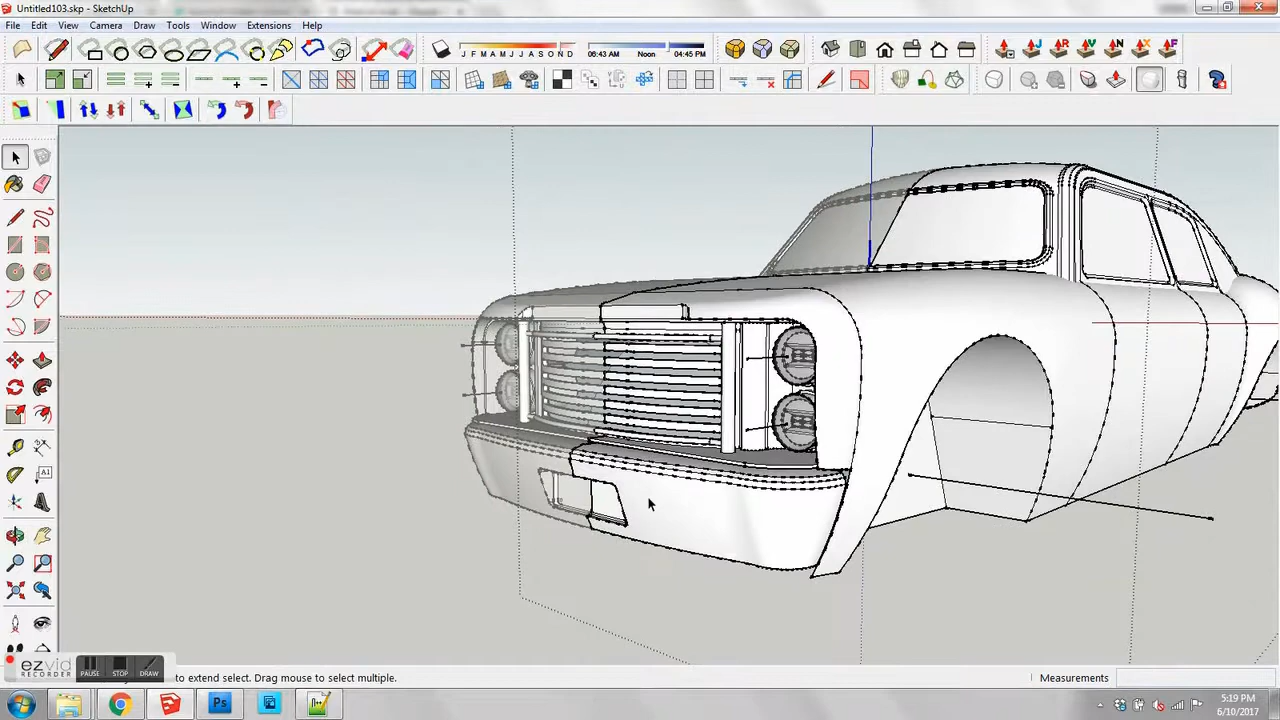 Untitled103.skp - SketchUp
File Edit View Camera Draw Tools Window Extensions Help
J F M A M J J A S O N D 06:43 AM Noon 04:45 PM
J R V N X F
A1
ezvid
RECORDER
PAUSE STOP DRAW
to extend select. Drag mouse to select multiple.
Measurements
Ps
5:19 PM
6/10/2017